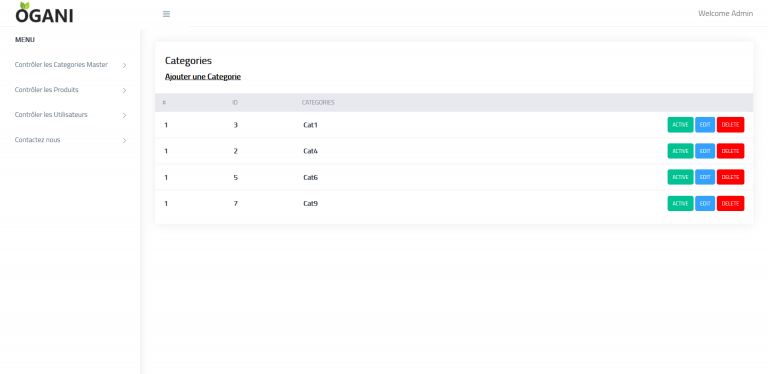 OGANI
Welcome Admin
MENU
Contrôler les Categories Master
Contrôler les Produits
Contrôler les Utilisateurs
Contactez nous
Categories
Ajouter une Categorie
# ID CATEGORIES
1 3 Cat1 ACTIVE EDIT DELETE
1 2 Cat4 ACTIVE EDIT DELETE
1 5 Cat6 ACTIVE EDIT DELETE
1 7 Cat9 ACTIVE EDIT DELETE